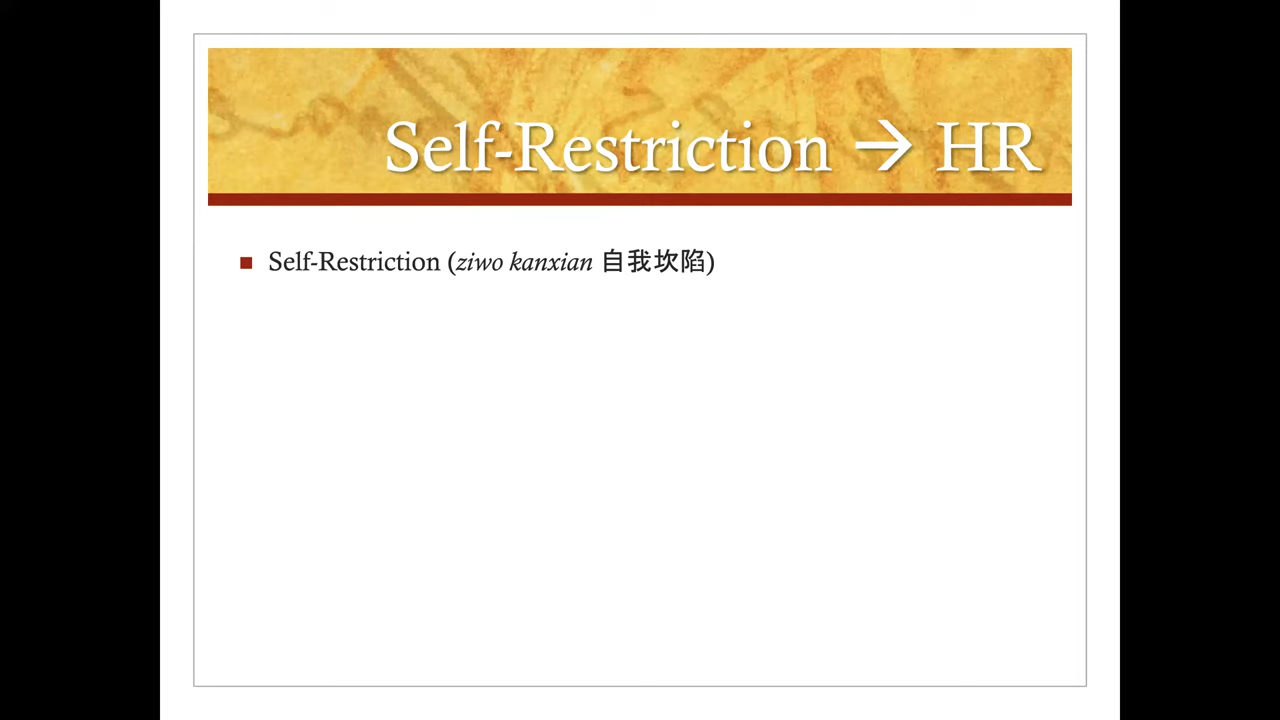 Self-Restriction → HR
Self-Restriction (ziwo kanxian 自我坎陷)